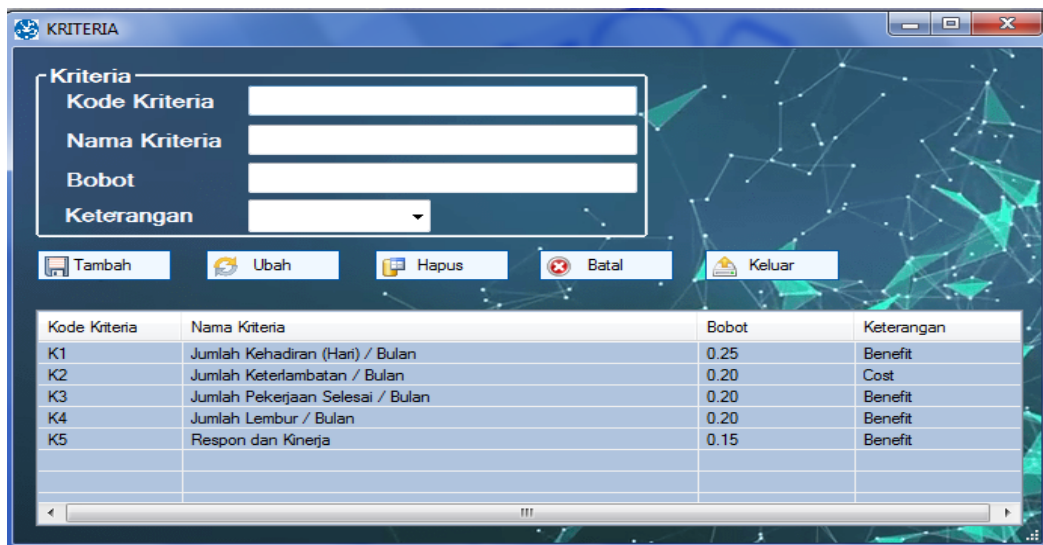 KRITERIA
Kriteria
Kode Kriteria
Nama Kriteria
Bobot
Keterangan
Tambah Ubah Hapus Batal Keluar
Kode Kriteria Nama Kriteria Bobot Keterangan
K1 Jumlah Kehadiran (Hari) / Bulan 0.25 Benefit
K2 Jumlah Keterlambatan / Bulan 0.20 Cost
K3 Jumlah Pekerjaan Selesai / Bulan 0.20 Benefit
K4 Jumlah Lembur / Bulan 0.20 Benefit
K5 Respon dan Kinerja 0.15 Benefit